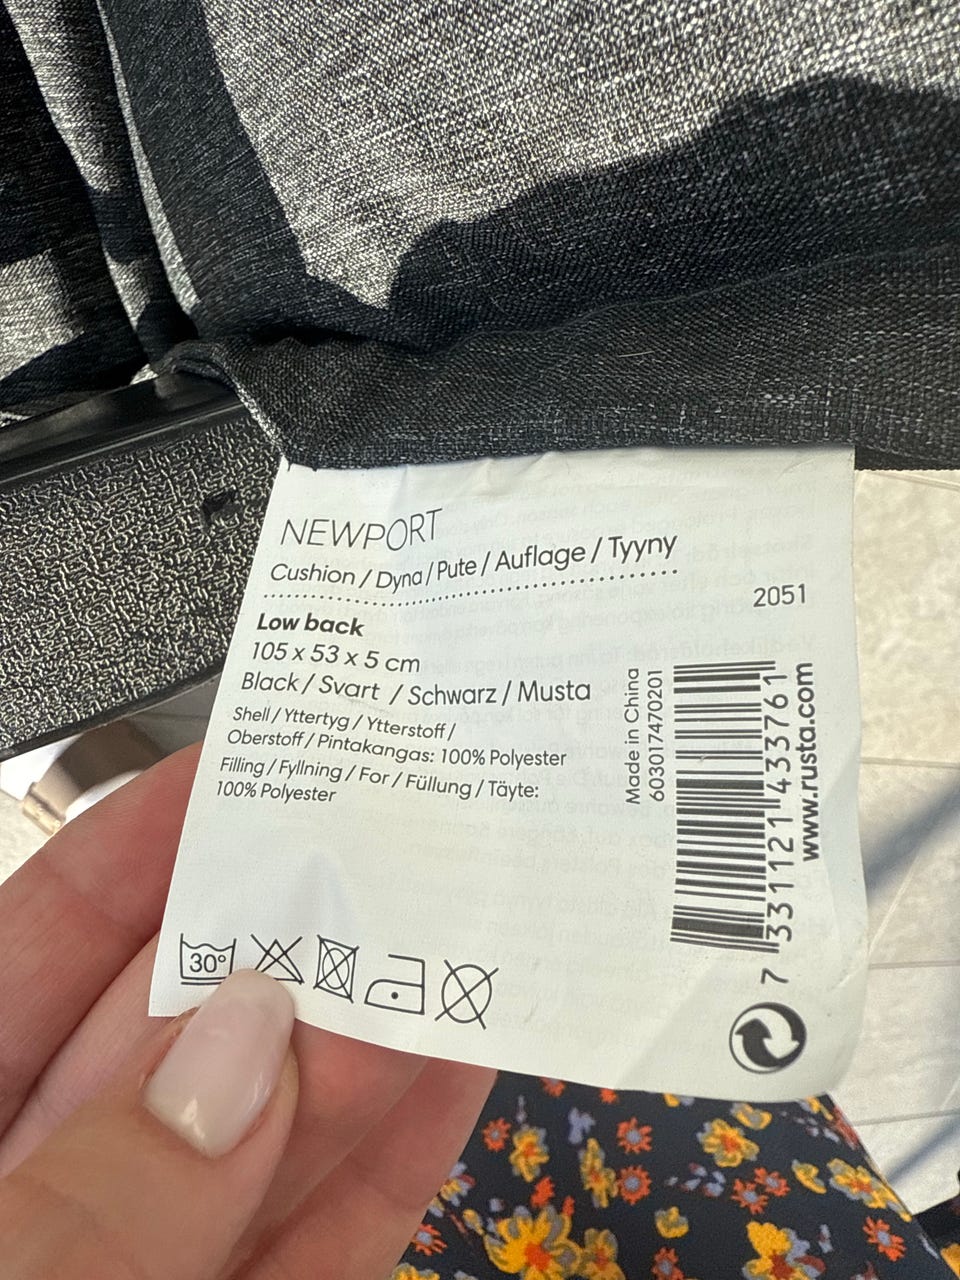 NEWPORT
Cushion / Dyna / Pute / Auflage / Tyyny
2051
Low back
105 x 53 x 5 cm
Black / Svart / Schwarz / Musta
Shell / Yttertyg / Ytterstoff /
Oberstoff / Pintakangas: 100% Polyester
Filling / Fyllning / For / Füllung / Täyte:
100% Polyester
Made in China
603017470201
7 331121 433761
www.rusta.com
30°